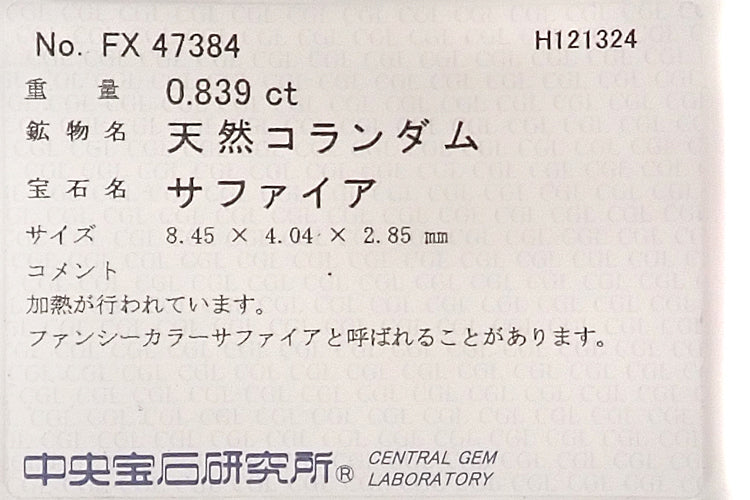 No. FX 47384
H121324
重量 0.839 ct
鉱物名 天然コランダム
宝石名 サファイア
サイズ 8.45 × 4.04 × 2.85 mm
コメント
加熱が行われています。
ファンシーカラーサファイアと呼ばれることがあります。
中央宝石研究所® CENTRAL GEM
LABORATORY